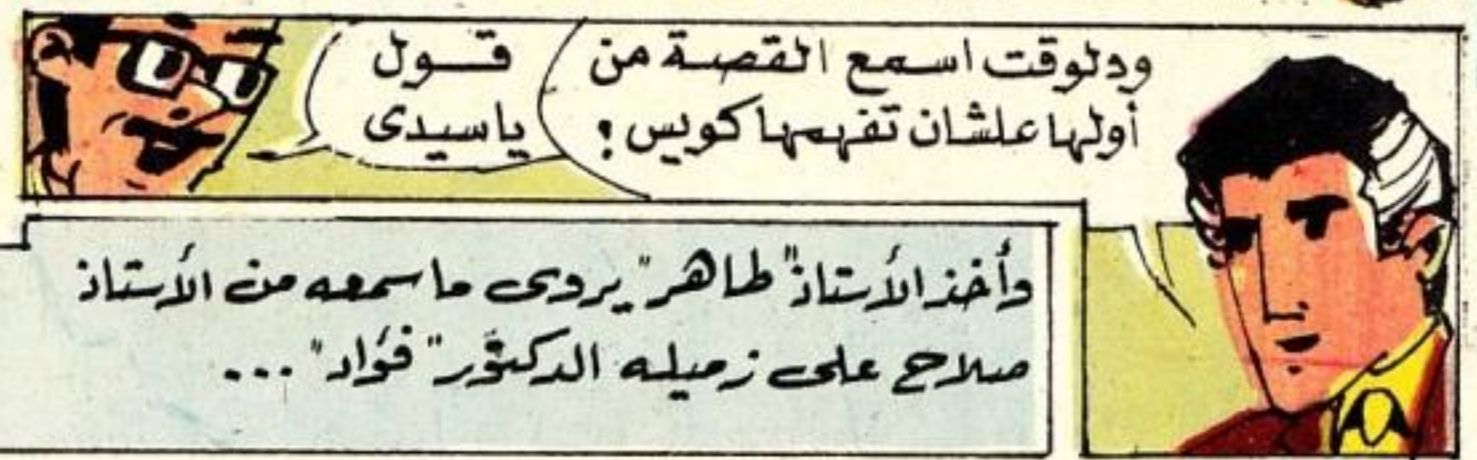 ودلوقت اسمع القصة من
أولها علشان تفهمها كويس ؟
قول
ياسيدى
وأخذ الأستاذ "طاهر" يروى ما سمعه من الأستاذ
صلاح على زميله الدكتور "فؤاد" ...